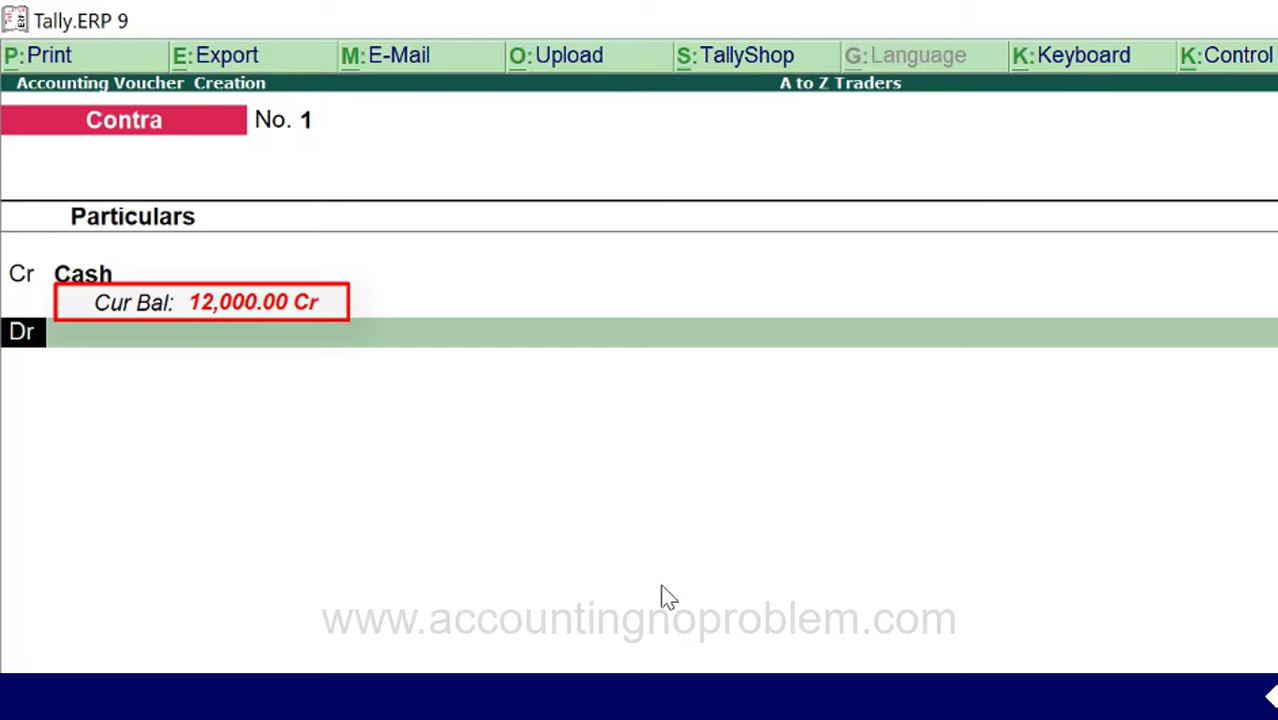 Tally.ERP 9
P: Print E: Export M: E-Mail O: Upload S: TallyShop G: Language K: Keyboard K: Control
Accounting Voucher Creation A to Z Traders
Contra No. 1
Particulars
Cr Cash
Cur Bal: 12,000.00 Cr
Dr
www.accountingnoproblem.com